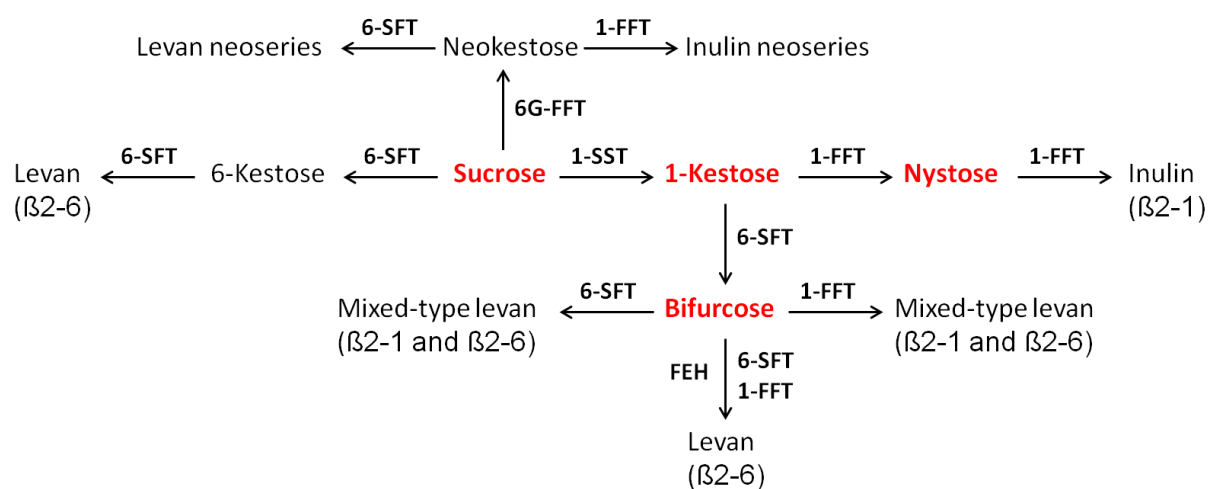 6-SFT 1-FFT
Levan neoseries Neokestose Inulin neoseries
6G-FFT
6-SFT 6-SFT 1-SST 1-FFT 1-FFT
Levan 6-Kestose Sucrose 1-Kestose Nystose Inulin
(ß2-6) (ß2-1)
6-SFT
6-SFT 1-FFT
Mixed-type levan Bifurcose Mixed-type levan
(ß2-1 and ß2-6) (ß2-1 and ß2-6)
FEH 6-SFT
1-FFT
Levan
(ß2-6)